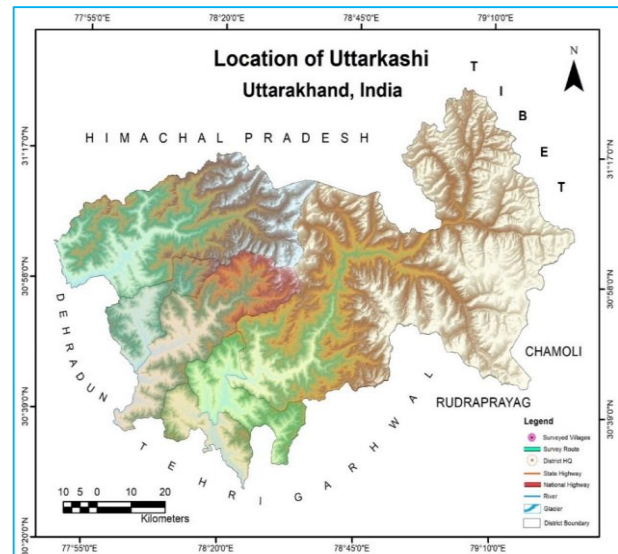 77°55'0"E 78°20'0"E 78°45'0"E 79°10'0"E
Location of Uttarkashi
Uttarakhand, India
N
TIBET
HIMACHAL PRADESH
31°17'0"N
31°17'0"N
30°58'0"N
30°58'0"N
DEHRADUN
CHAMOLI
RUDRAPRAYAG
30°39'0"N
30°39'0"N
TEHRIGARHWAL
Legend
Surveyed Villages
Survey Route
District HQ
State Highway
National Highway
River
Glacier
District Boundary
10 5 0 10 20
Kilometers
30°20'0"N
77°55'0"E 78°20'0"E 78°45'0"E 79°10'0"E